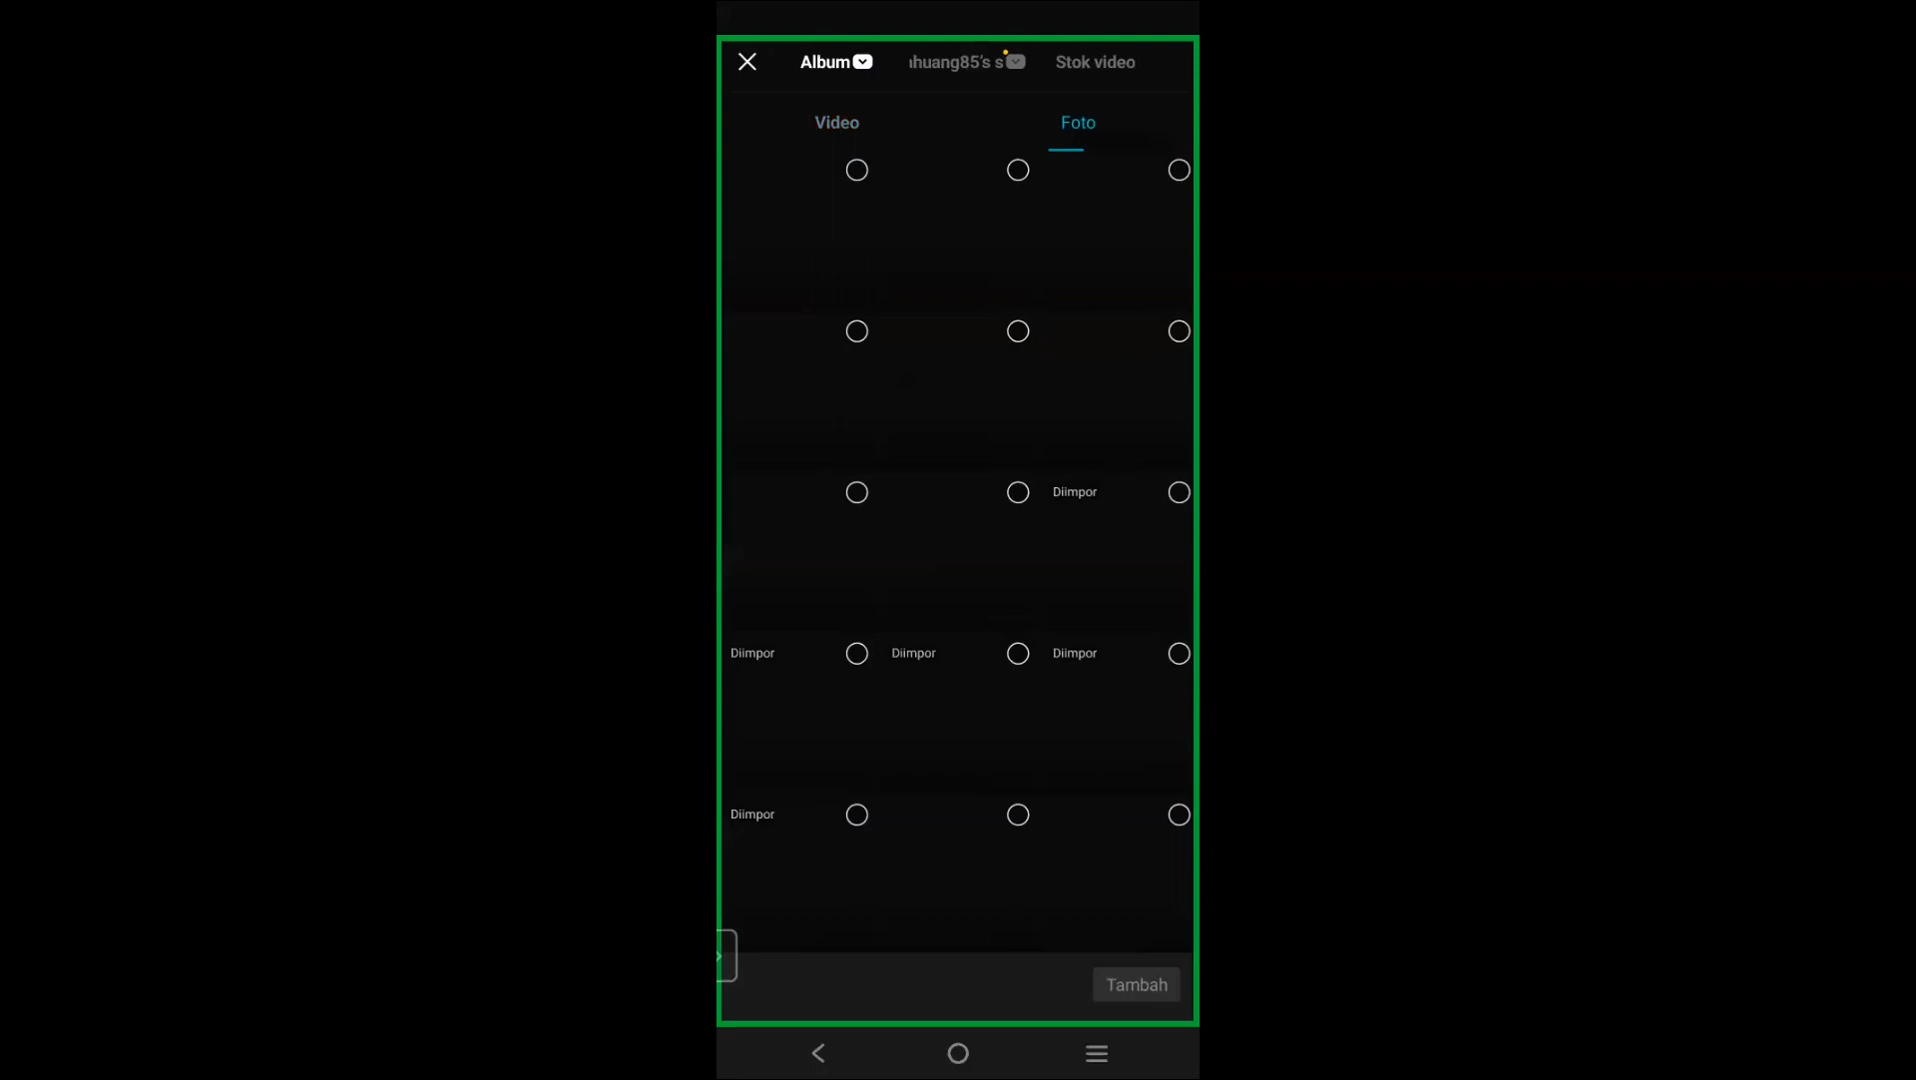 Album
ıhuang85's s
Stok video
Video
Foto
Diimpor
Diimpor
Diimpor
Diimpor
Diimpor
Tambah